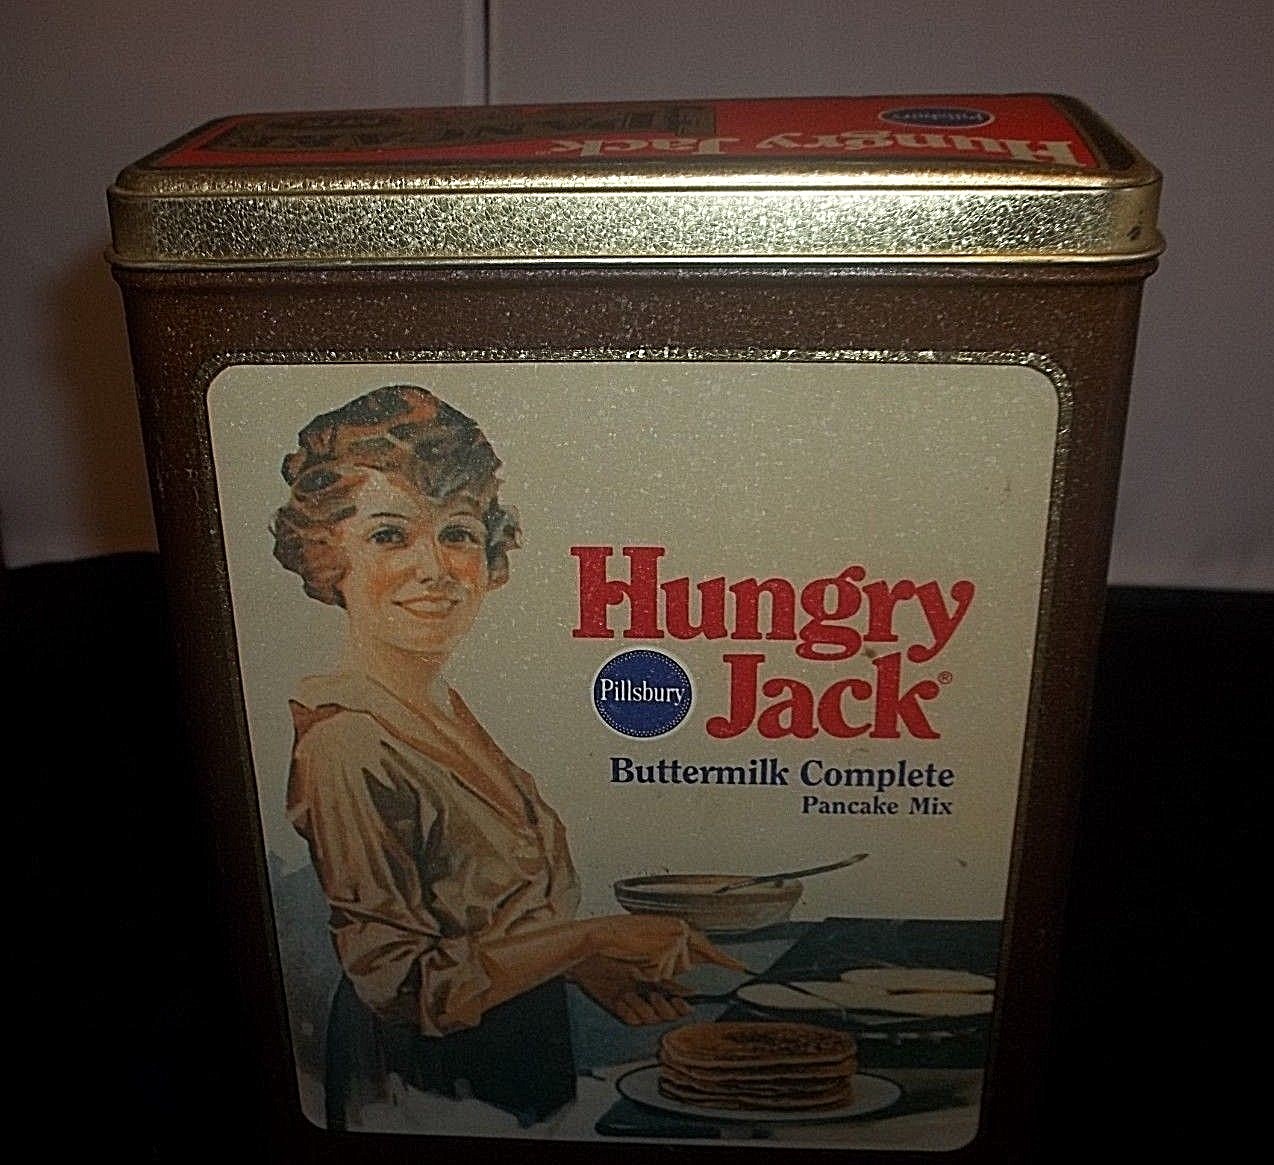 Pillsbury
Hungry Jack
Hungry
Pillsbury
Jack®
Buttermilk Complete
Pancake Mix